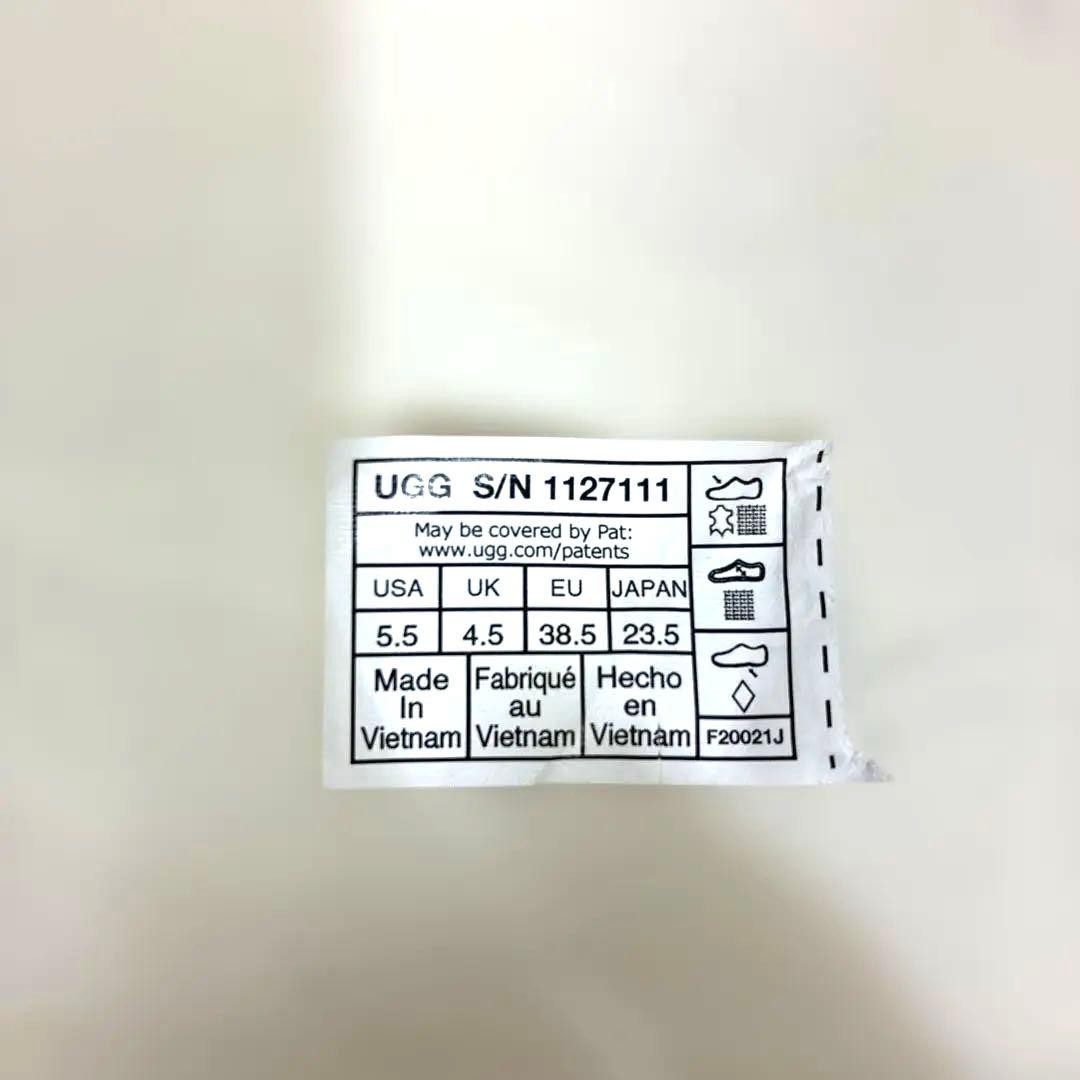 UGG S/N 1127111
May be covered by Pat:
www.ugg.com/patents
USA UK EU JAPAN
5.5 4.5 38.5 23.5
Made
In
Vietnam
Fabriqué
au
Vietnam
Hecho
en
Vietnam
F20021J